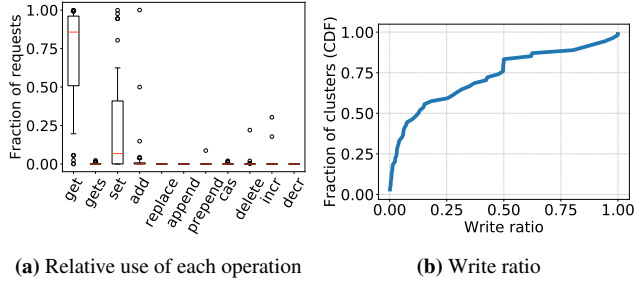 Fraction of requests
1.00
0.75
0.50
0.25
0.00
get
gets
set
add
replace
append
prepend
cas
delete
incr
decr
(a) Relative use of each operation
Fraction of clusters (CDF)
1.00
0.75
0.50
0.25
0.00
0.00 0.25 0.50 0.75 1.00
Write ratio
(b) Write ratio